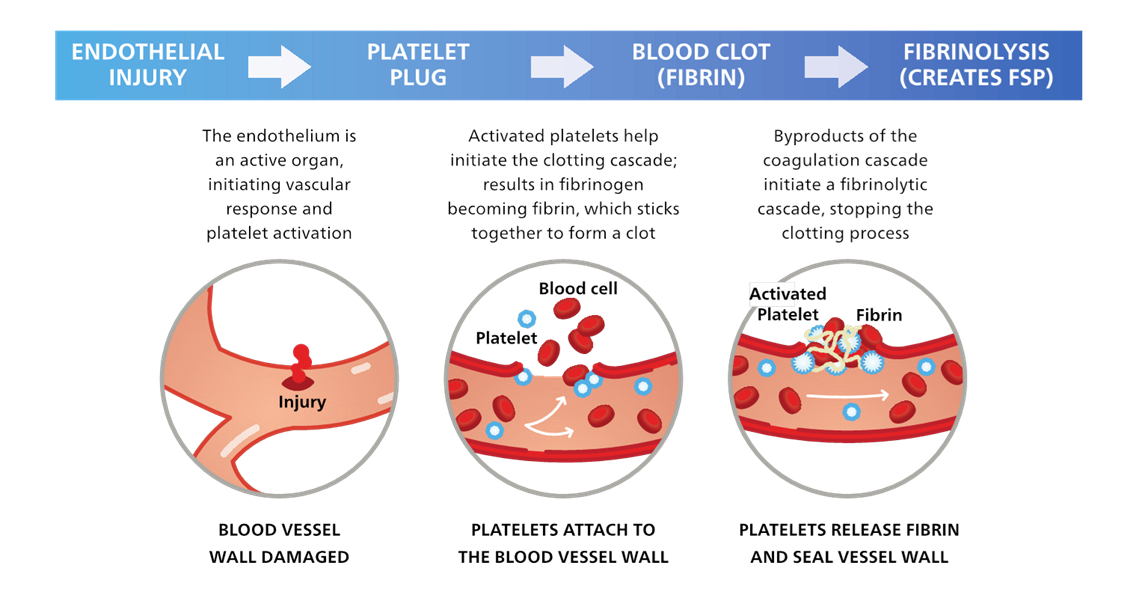 ENDOTHELIAL
INJURY
PLATELET
PLUG
BLOOD CLOT
(FIBRIN)
FIBRINOLYSIS
(CREATES FSP)
The endothelium is
an active organ,
initiating vascular
response and
platelet activation
Activated platelets help
initiate the clotting cascade;
results in fibrinogen
becoming fibrin, which sticks
together to form a clot
Byproducts of the
coagulation cascade
initiate a fibrinolytic
cascade, stopping the
clotting process
Injury
Blood cell
Platelet
Activated
Platelet
Fibrin
BLOOD VESSEL
WALL DAMAGED
PLATELETS ATTACH TO
THE BLOOD VESSEL WALL
PLATELETS RELEASE FIBRIN
AND SEAL VESSEL WALL